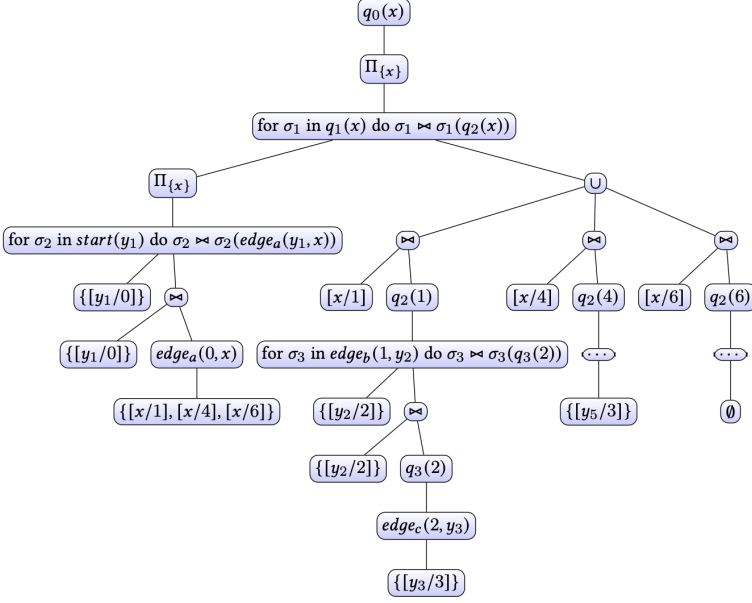 q₀(x)
Π{x}
for σ₁ in q₁(x) do σ₁ ⋈ σ₁(q₂(x))
Π{x}
∪
for σ₂ in start(y₁) do σ₂ ⋈ σ₂(edgeₐ(y₁, x))
⋈
⋈
⋈
{[y₁/0]}
⋈
[x/1]
q₂(1)
[x/4]
q₂(4)
[x/6]
q₂(6)
{[y₁/0]}
edgeₐ(0, x)
for σ₃ in edge_b(1, y₂) do σ₃ ⋈ σ₃(q₃(2))
···
···
{[x/1], [x/4], [x/6]}
{[y₂/2]}
⋈
{[y₅/3]}
∅
{[y₂/2]}
q₃(2)
edge_c(2, y₃)
{[y₃/3]}